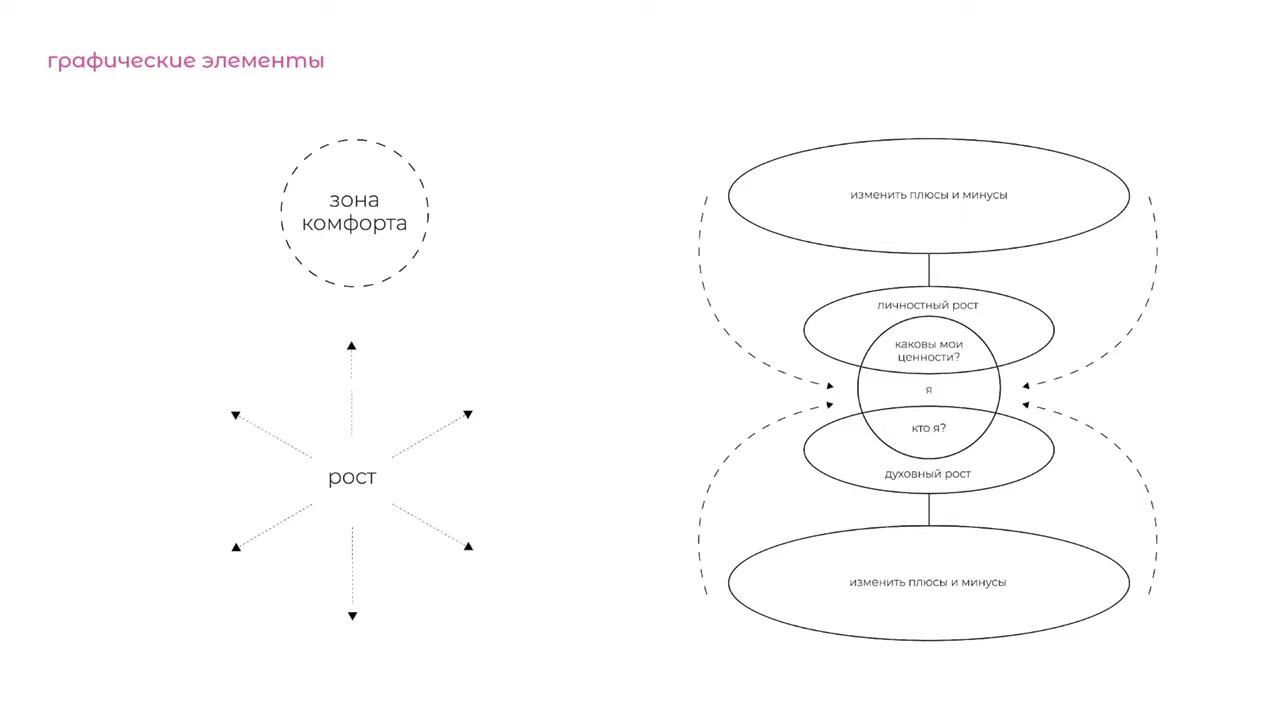 графические элементы
зона
комфорта
рост
изменить плюсы и минусы
личностный рост
каковы мои
ценности?
я
кто я?
духовный рост
изменить плюсы и минусы